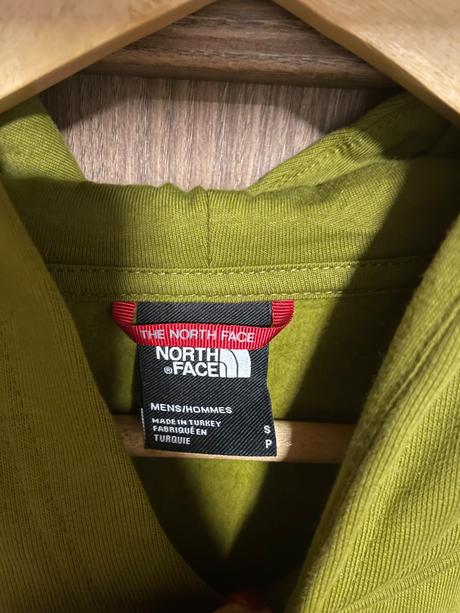 THE NORTH FACE
NORTH
®FACE
MENS/HOMMES
MADE IN TURKEY
FABRIQUÉ EN
TURQUIE
S
P